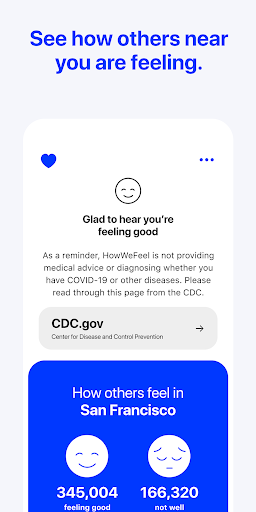 See how others near
you are feeling.
Glad to hear you're
feeling good
As a reminder, HowWeFeel is not providing
medical advice or diagnosing whether you
have COVID-19 or other diseases. Please
read through this page from the CDC.
CDC.gov
Center for Disease and Control Prevention
How others feel in
San Francisco
345,004 166,320
feeling good not well